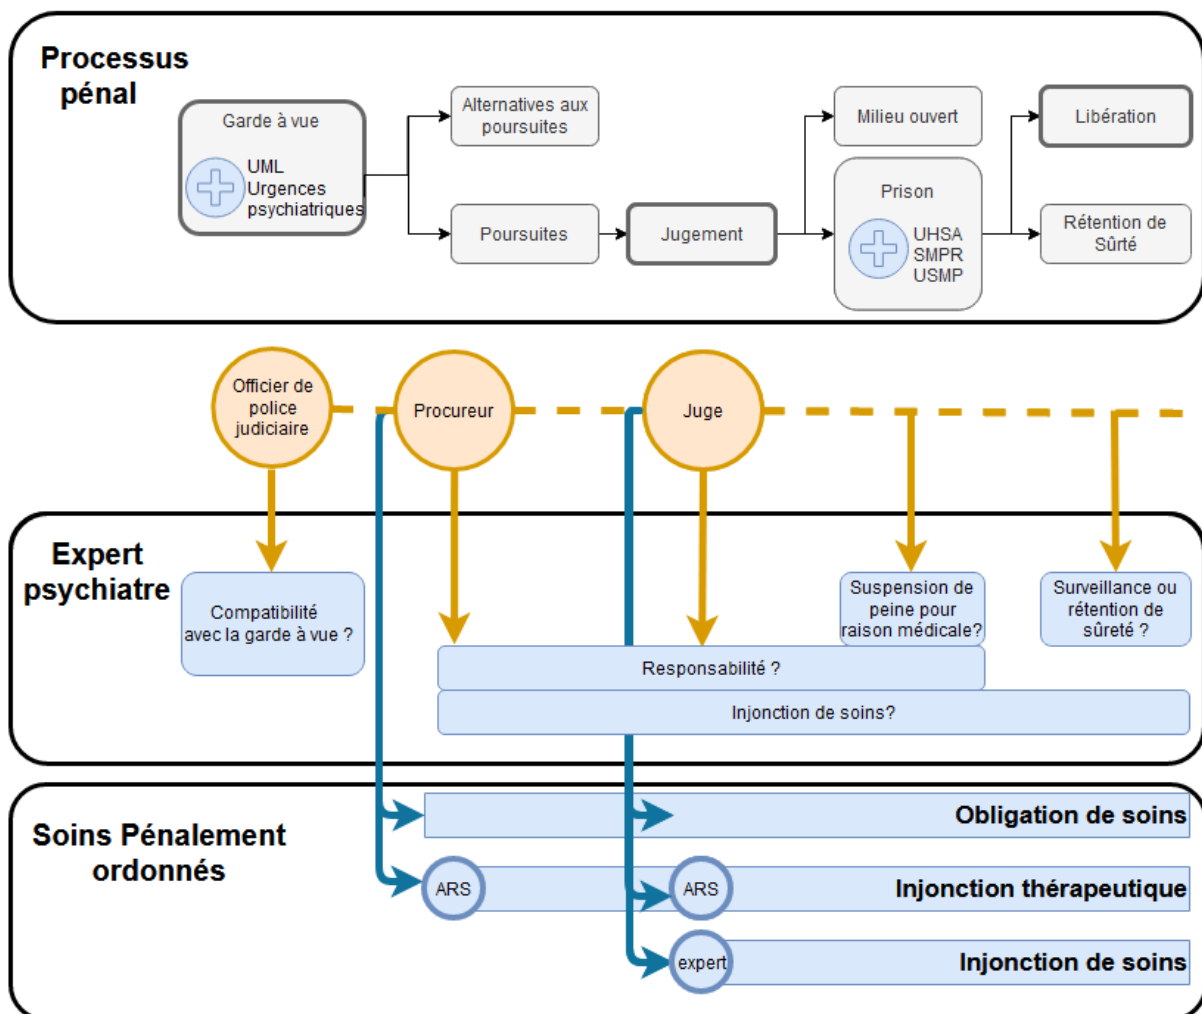 Processus
pénal
Garde à vue
UML
Urgences
psychiatriques
Alternatives aux
poursuites
Poursuites
Jugement
Milieu ouvert
Prison
UHSA
SMPR
USMP
Libération
Rétention de
Sûrté
Officier de
police
judiciaire
Procureur
Juge
Expert
psychiatre
Compatibilité
avec la garde à vue ?
Suspension de
peine pour
raison médicale?
Surveillance ou
rétention de
sûreté ?
Responsabilité ?
Injonction de soins?
Soins Pénalement
ordonnés
Obligation de soins
ARS
ARS
Injonction thérapeutique
expert
Injonction de soins